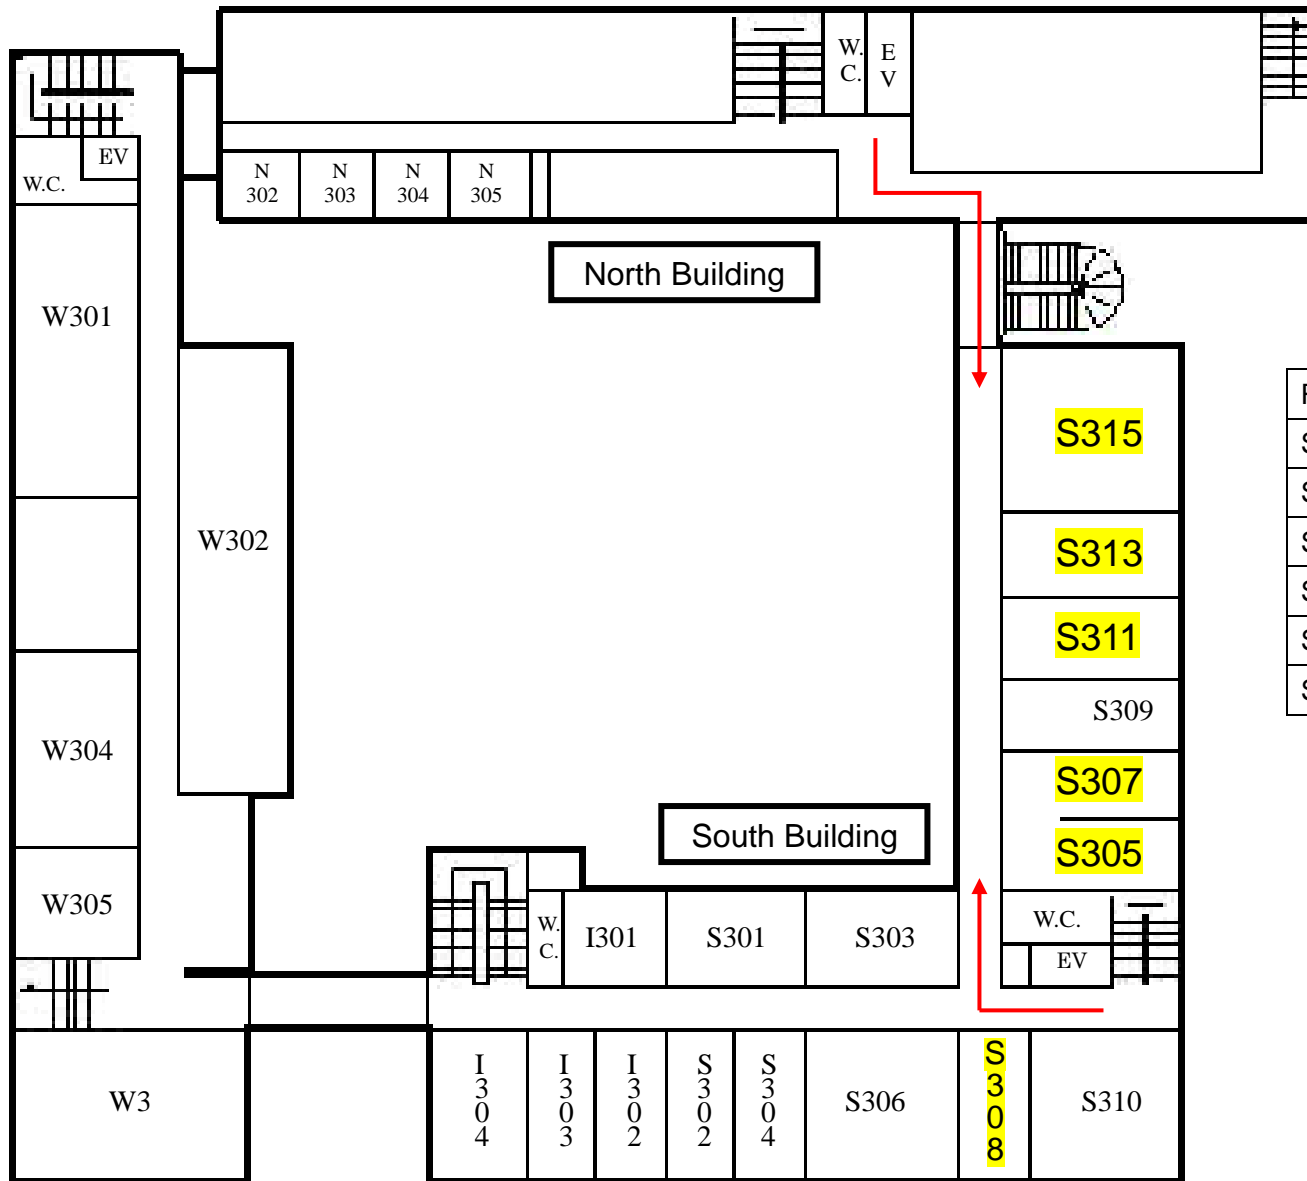 W.
C.
E
V
EV
W.C.
N
302
N
303
N
304
N
305
North Building
W301
W302
S315
S313
S311
S309
W304
S307
South Building
S305
W305
W.
C.
I301
S301
S303
W.C.
EV
W3
I
3
0
4
I
3
0
3
I
3
0
2
S
3
0
2
S
3
0
4
S306
S
3
0
8
S310